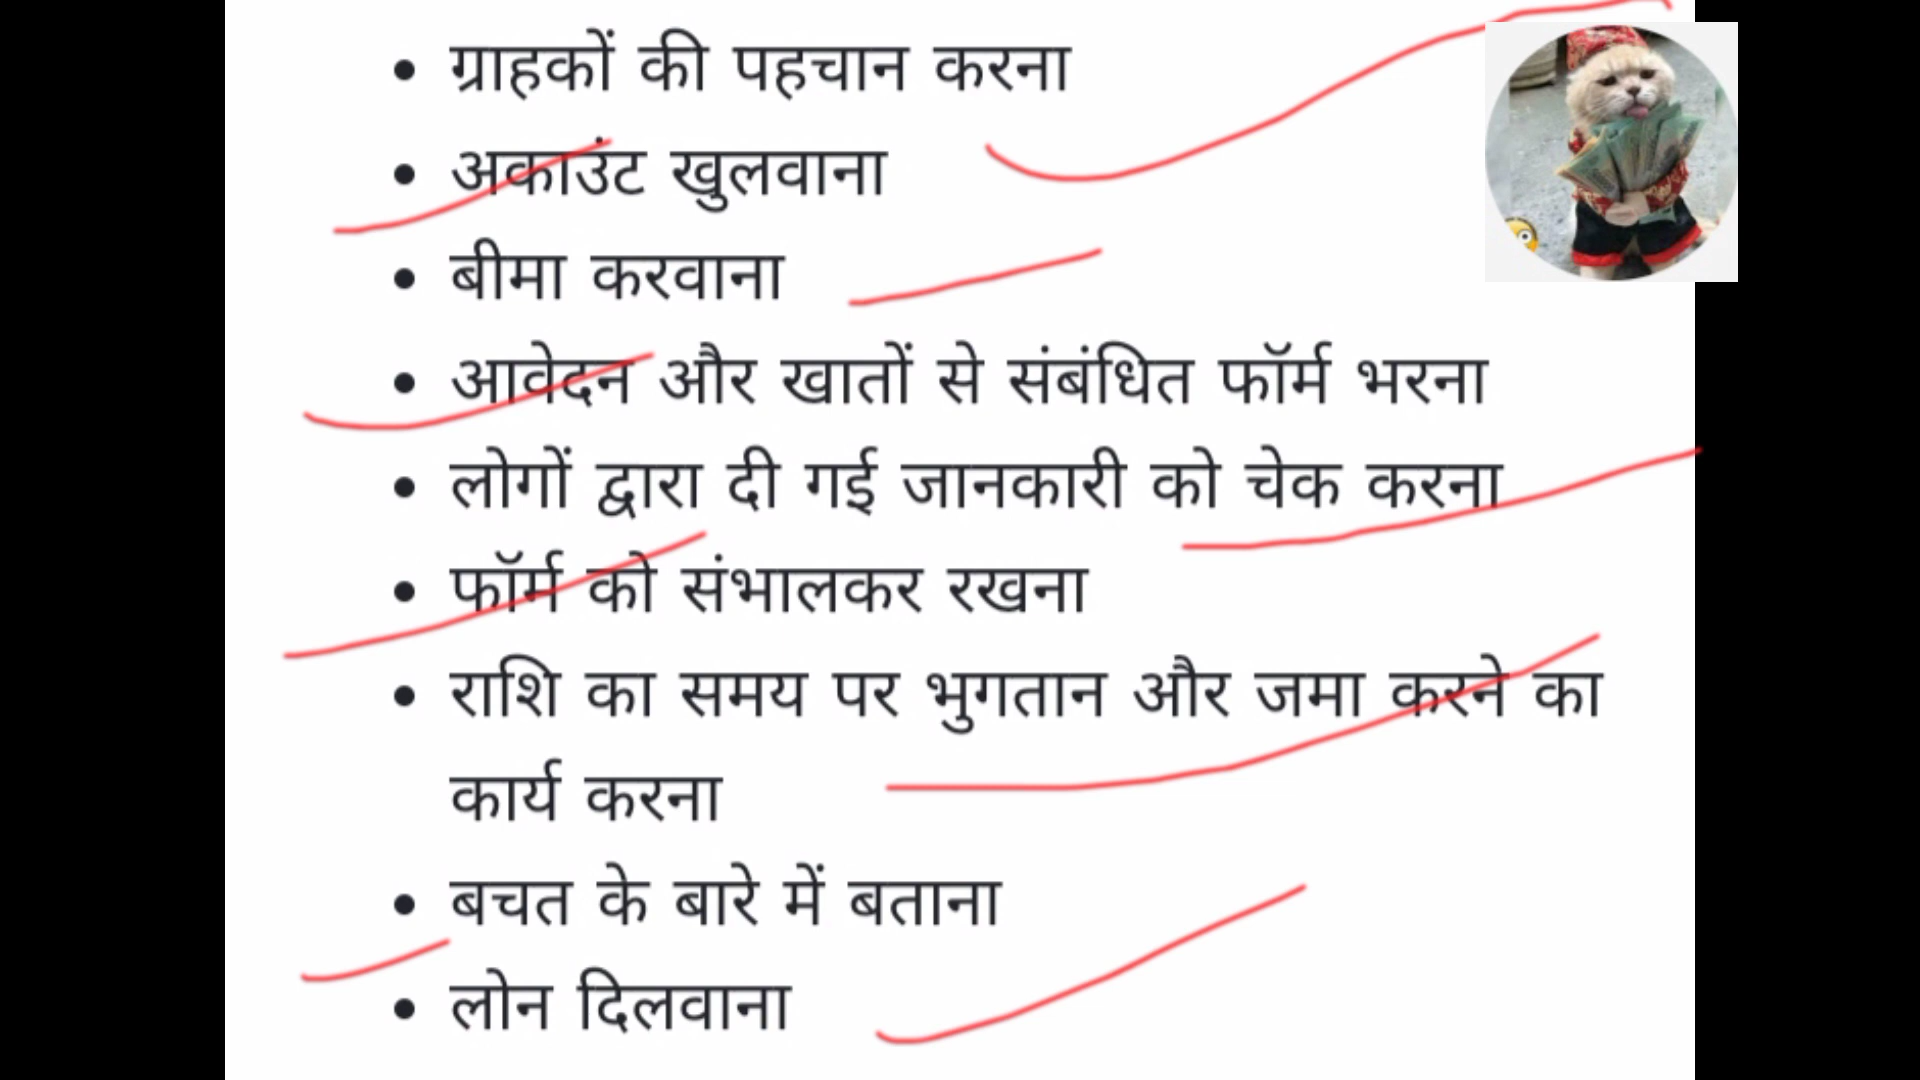 • ग्राहकों की पहचान करना
• अकाउंट खुलवाना
• बीमा करवाना
• आवेदन और खातों से संबंधित फॉर्म भरना
• लोगों द्वारा दी गई जानकारी को चेक करना
• फॉर्म को संभालकर रखना
• राशि का समय पर भुगतान और जमा करने का
कार्य करना
• बचत के बारे में बताना
• लोन दिलवाना